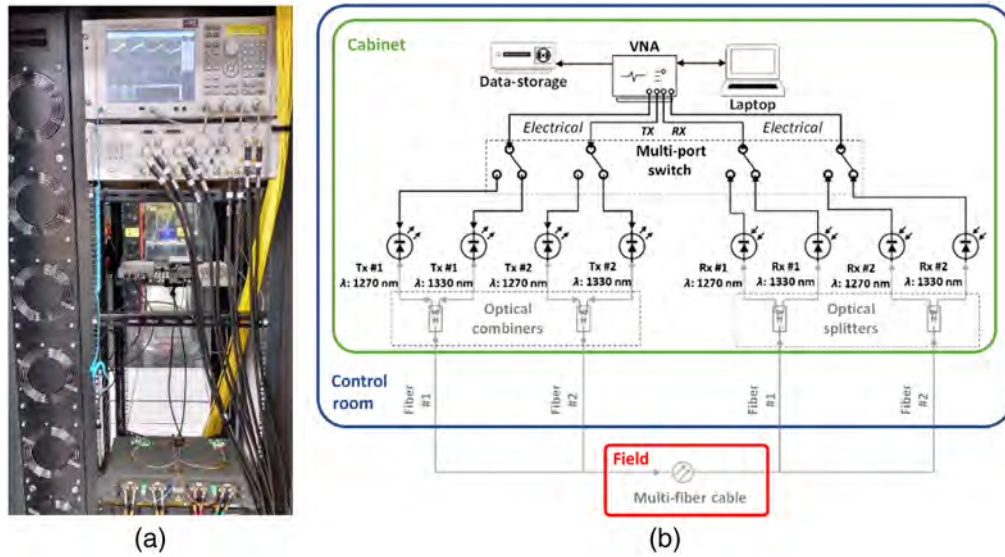 Cabinet
VNA
Data-storage
Laptop
Electrical
TX
RX
Electrical
Multi-port
switch
Tx #1
λ: 1270 nm
Tx #1
λ: 1330 nm
Tx #2
λ: 1270 nm
Tx #2
λ: 1330 nm
Rx #1
λ: 1270 nm
Rx #1
λ: 1330 nm
Rx #2
λ: 1270 nm
Rx #2
λ: 1330 nm
Optical
combiners
Optical
splitters
Control
room
Fiber
#1
Fiber
#2
Fiber
#1
Fiber
#2
Field
Multi-fiber cable
(a)
(b)